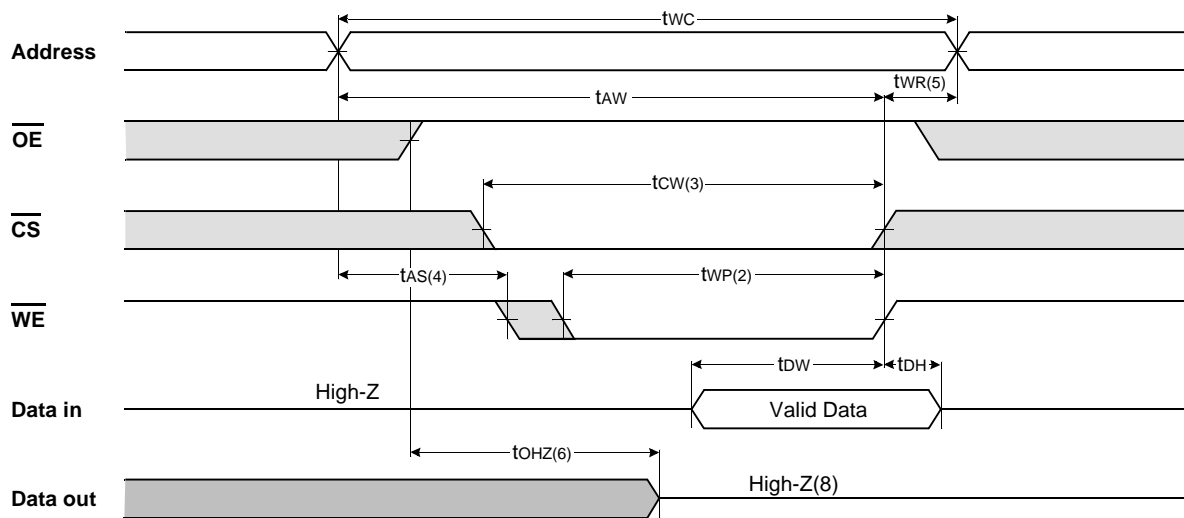 tWC
Address
tAW
tWR(5)
OE
tCW(3)
CS
tAS(4)
tWP(2)
WE
tDW
tDH
High-Z
Data in
Valid Data
tOHZ(6)
High-Z(8)
Data out